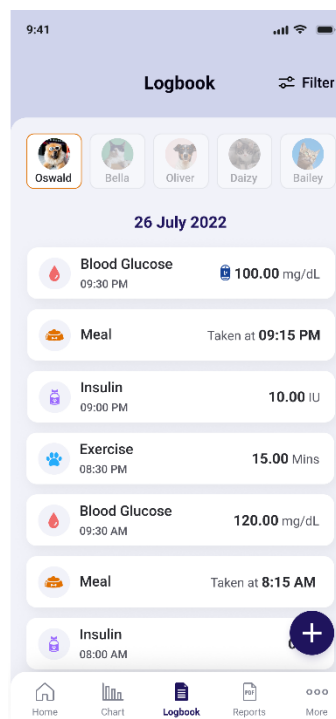 9:41
Logbook
Filter
Oswald
Bella
Oliver
Daizy
Bailey
26 July 2022
Blood Glucose
100.00 mg/dL
09:30 PM
Meal
Taken at 09:15 PM
Insulin
10.00 IU
09:00 PM
Exercise
15.00 Mins
08:30 PM
Blood Glucose
120.00 mg/dL
09:30 AM
Meal
Taken at 8:15 AM
Insulin
08:00 AM
PDF
Home
Chart
Logbook
Reports
More